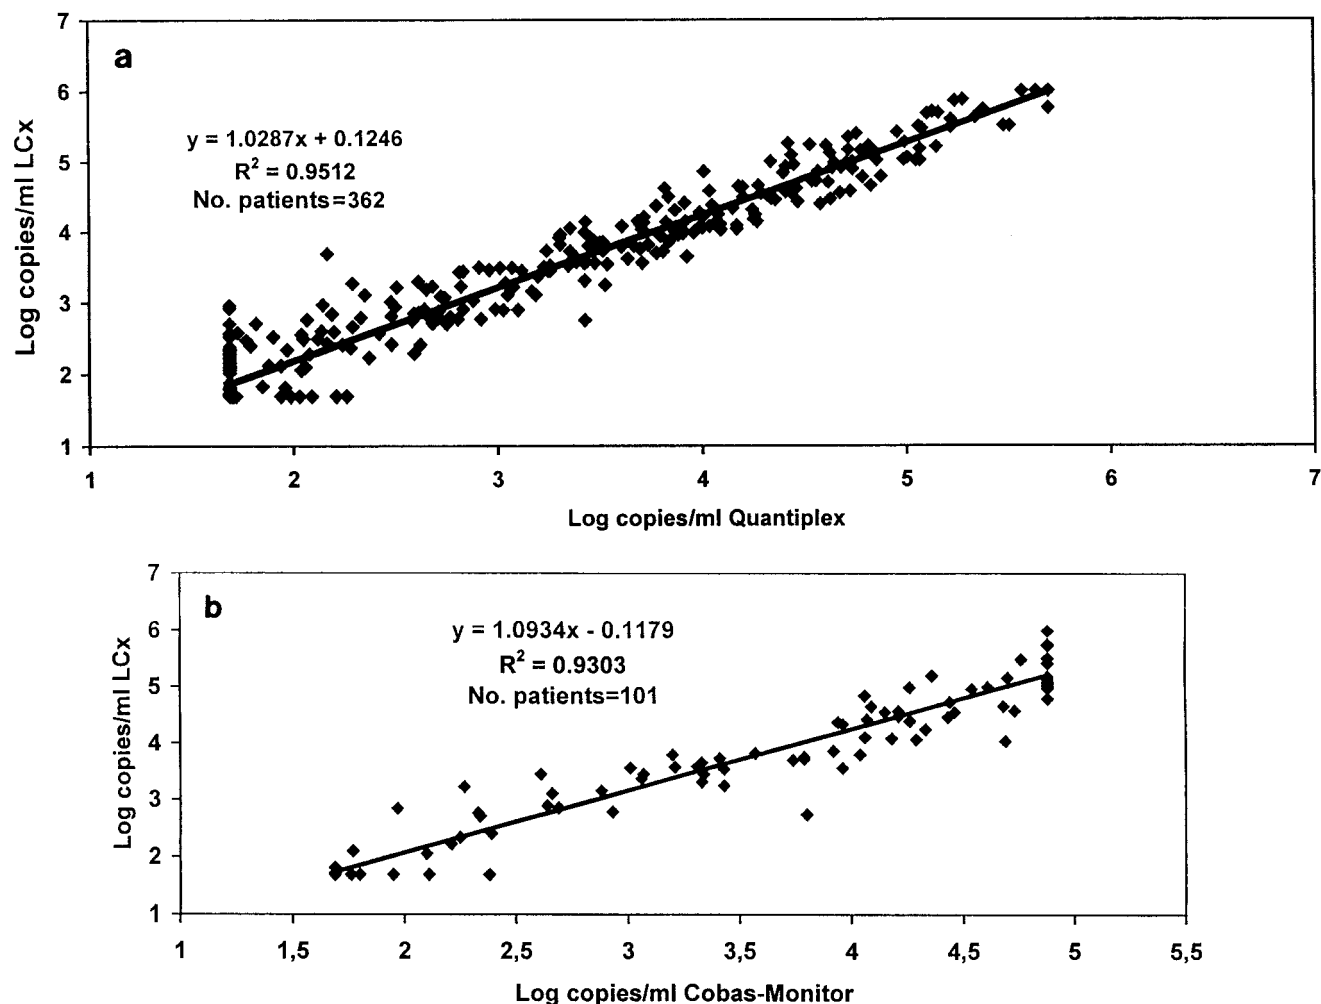 a
y = 1.0287x + 0.1246
R² = 0.9512
No. patients=362
Log copies/ml LCx
7
6
5
4
3
2
1
1 2 3 4 5 6 7
Log copies/ml Quantiplex
b
y = 1.0934x - 0.1179
R² = 0.9303
No. patients=101
Log copies/ml LCx
7
6
5
4
3
2
1
1 1,5 2 2,5 3 3,5 4 4,5 5 5,5
Log copies/ml Cobas-Monitor